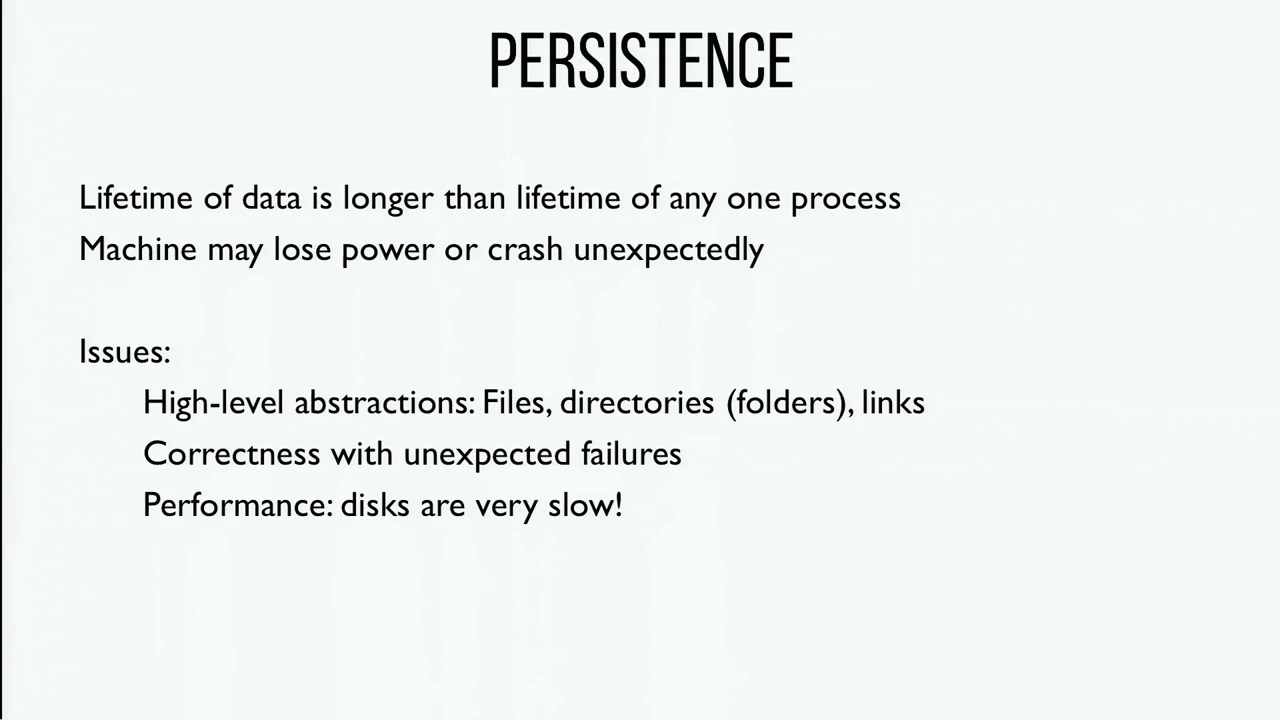 PERSISTENCE
Lifetime of data is longer than lifetime of any one process
Machine may lose power or crash unexpectedly
Issues:
High-level abstractions: Files, directories (folders), links
Correctness with unexpected failures
Performance: disks are very slow!